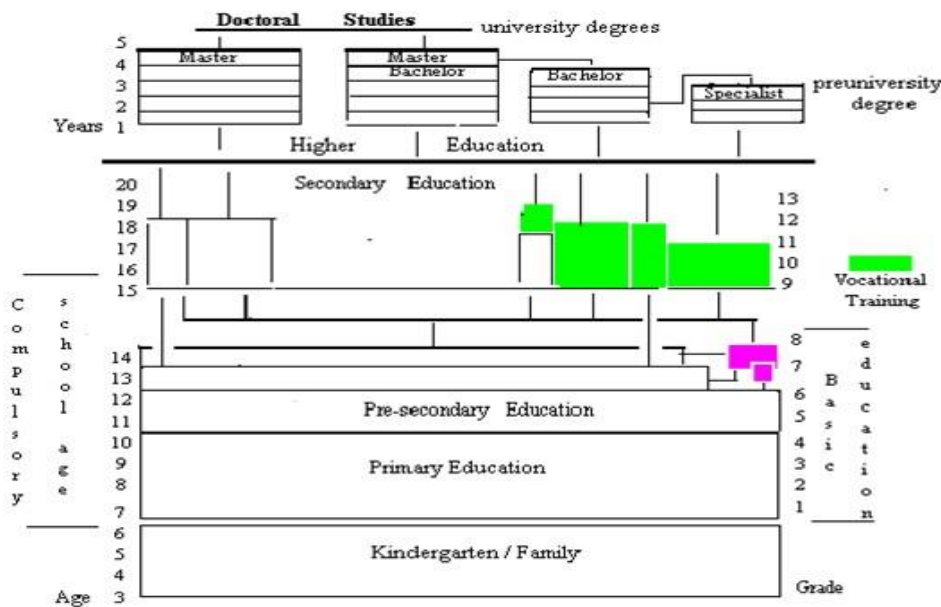 Doctoral Studies
university degrees
5
4
3
2
Years 1
Master
Master
Bachelor
Bachelor
Specialist
preuniversity
degree
Higher Education
Secondary Education
20
19
18
17
16
15
13
12
11
10
9
Vocational
Training
Compulsory
schoool age
14
13
12
11
10
9
8
7
6
5
4
Age 3
8
7
6
5
4
3
2
1
Basic
education
Pre-secondary Education
Primary Education
Kindergarten / Family
Grade